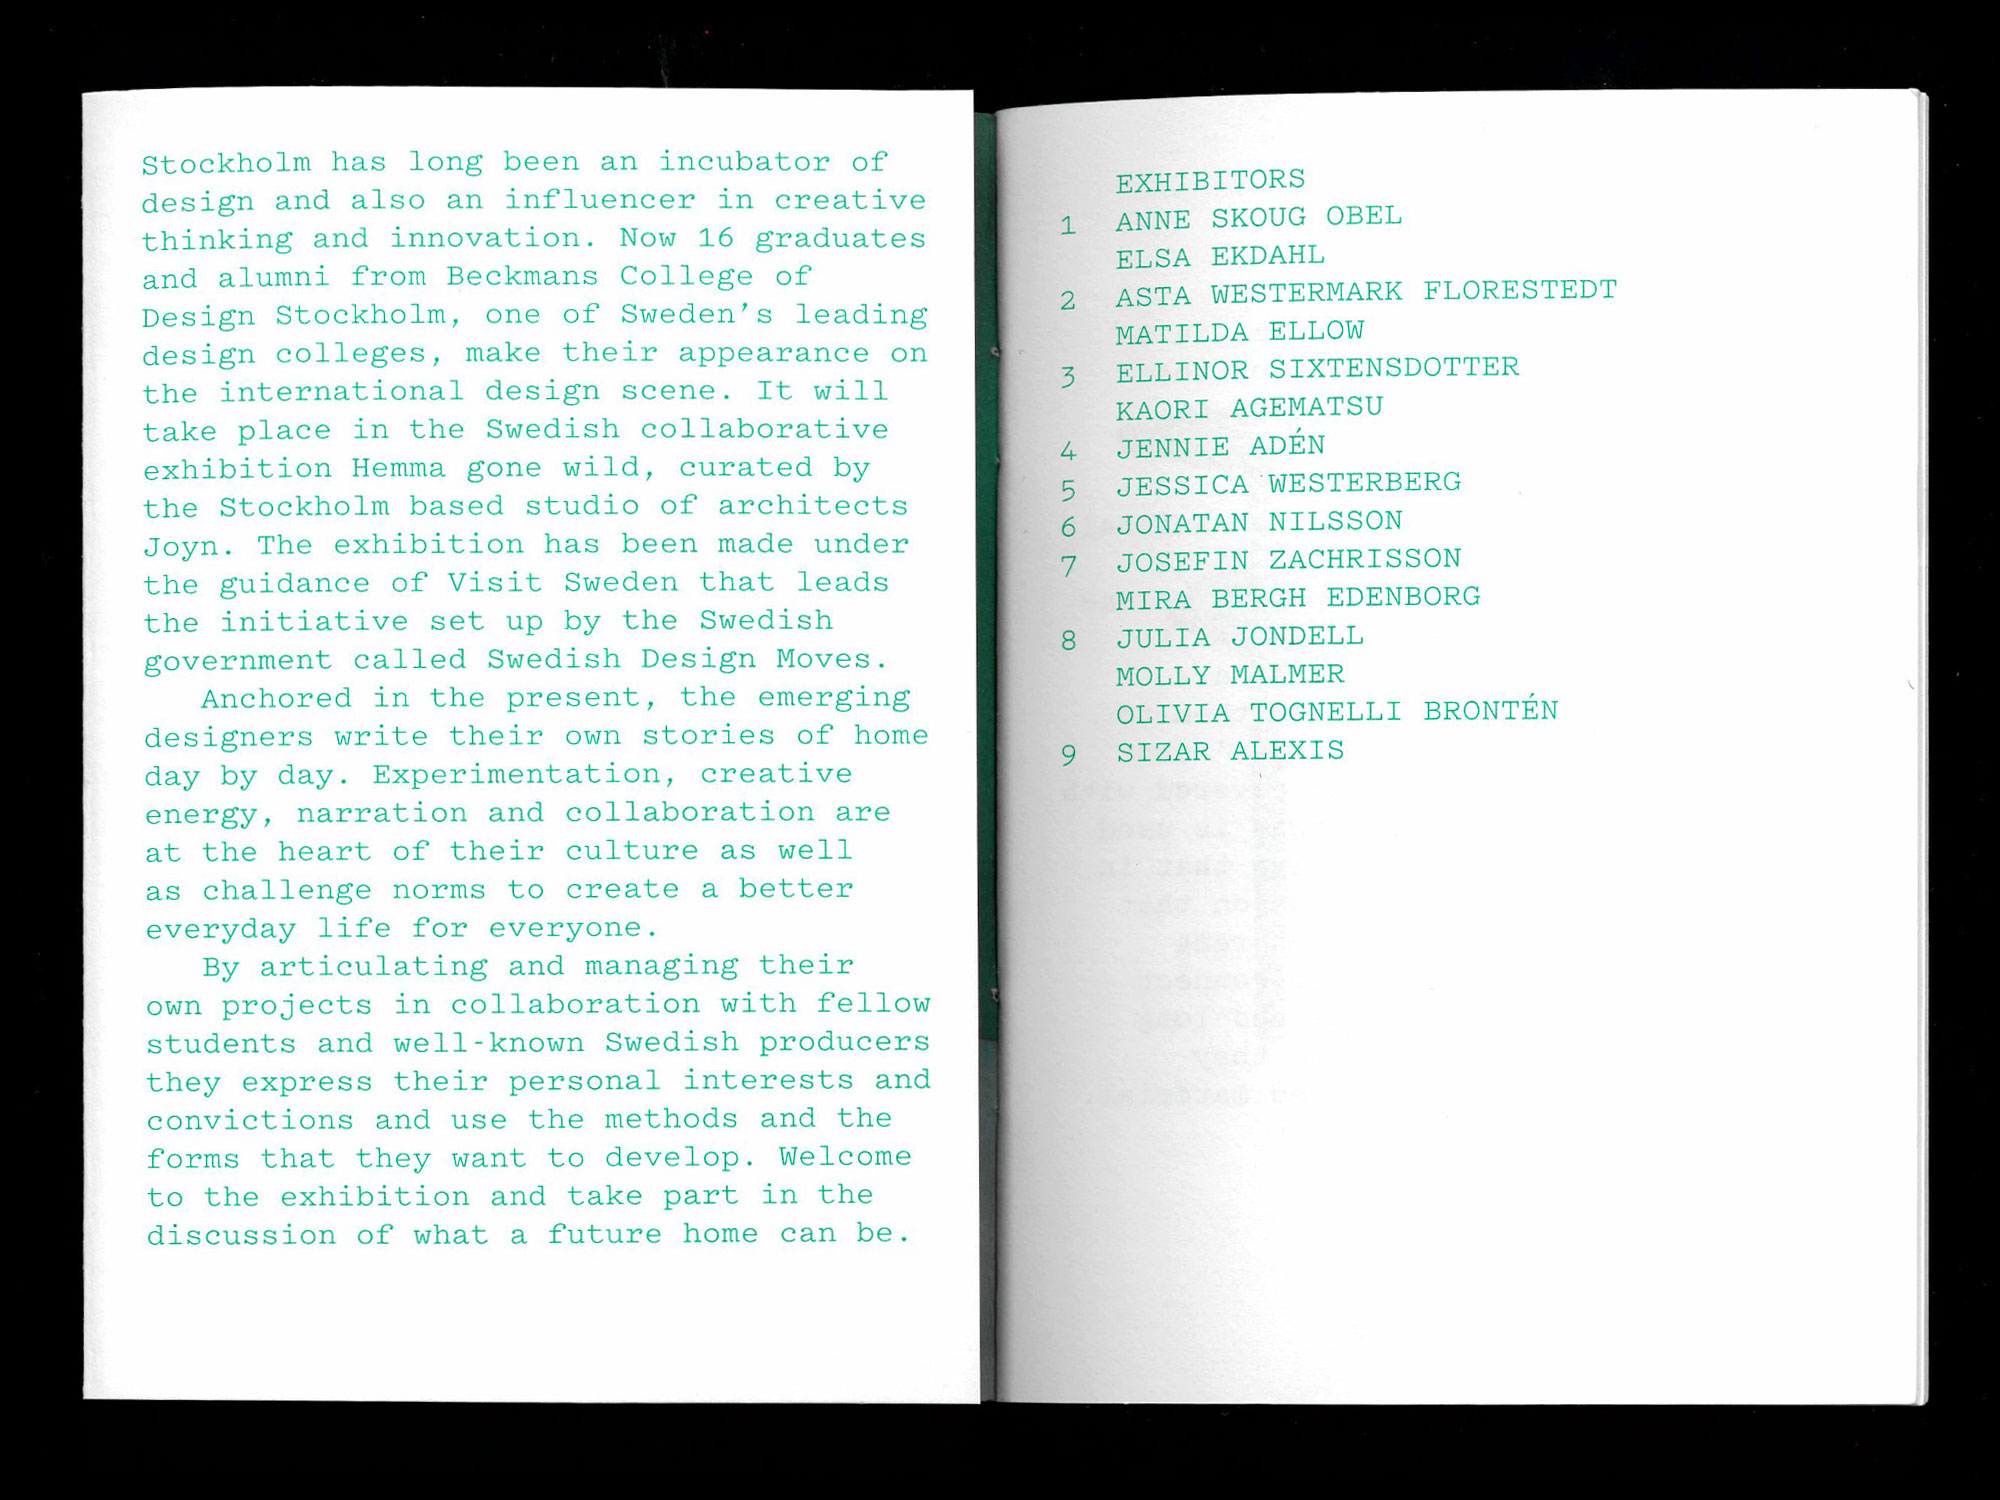 Stockholm has long been an incubator of
design and also an influencer in creative
thinking and innovation. Now 16 graduates
and alumni from Beckmans College of
Design Stockholm, one of Sweden's leading
design colleges, make their appearance on
the international design scene. It will
take place in the Swedish collaborative
exhibition Hemma gone wild, curated by
the Stockholm based studio of architects
Joyn. The exhibition has been made under
the guidance of Visit Sweden that leads
the initiative set up by the Swedish
government called Swedish Design Moves.
Anchored in the present, the emerging
designers write their own stories of home
day by day. Experimentation, creative
energy, narration and collaboration are
at the heart of their culture as well
as challenge norms to create a better
everyday life for everyone.
By articulating and managing their
own projects in collaboration with fellow
students and well-known Swedish producers
they express their personal interests and
convictions and use the methods and the
forms that they want to develop. Welcome
to the exhibition and take part in the
discussion of what a future home can be.
EXHIBITORS
1 ANNE SKOUG OBEL
ELSA EKDAHL
2 ASTA WESTERMARK FLORESTEDT
MATILDA ELLOW
3 ELLINOR SIXTENSDOTTER
KAORI AGEMATSU
4 JENNIE ADÉN
5 JESSICA WESTERBERG
6 JONATAN NILSSON
7 JOSEFIN ZACHRISSON
MIRA BERGH EDENBORG
8 JULIA JONDELL
MOLLY MALMER
OLIVIA TOGNELLI BRONTÉN
9 SIZAR ALEXIS